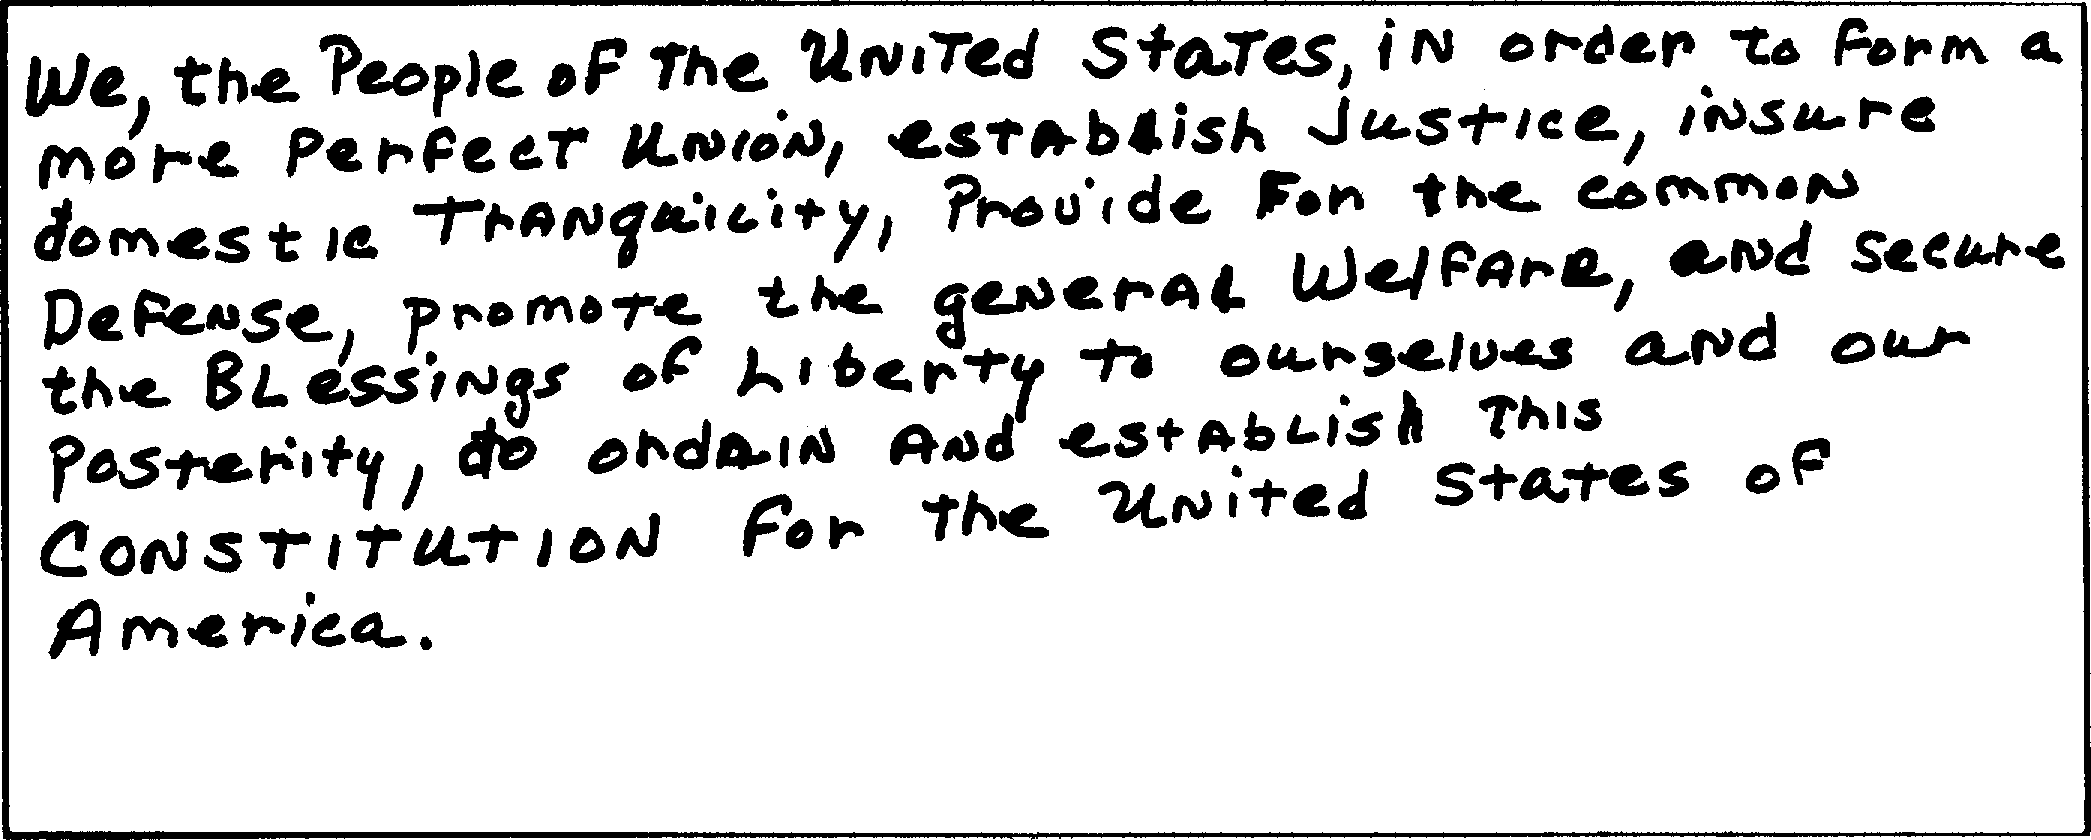 We, the People of The United States, in order to form a
more perfect Union, establish Justice, insure
domestic Tranquility, Provide For the common
Defense, promote the general Welfare, and secure
the Blessings of Liberty to ourselves and our
Posterity, do ordain and establish This
Constitution for the United States of
America.